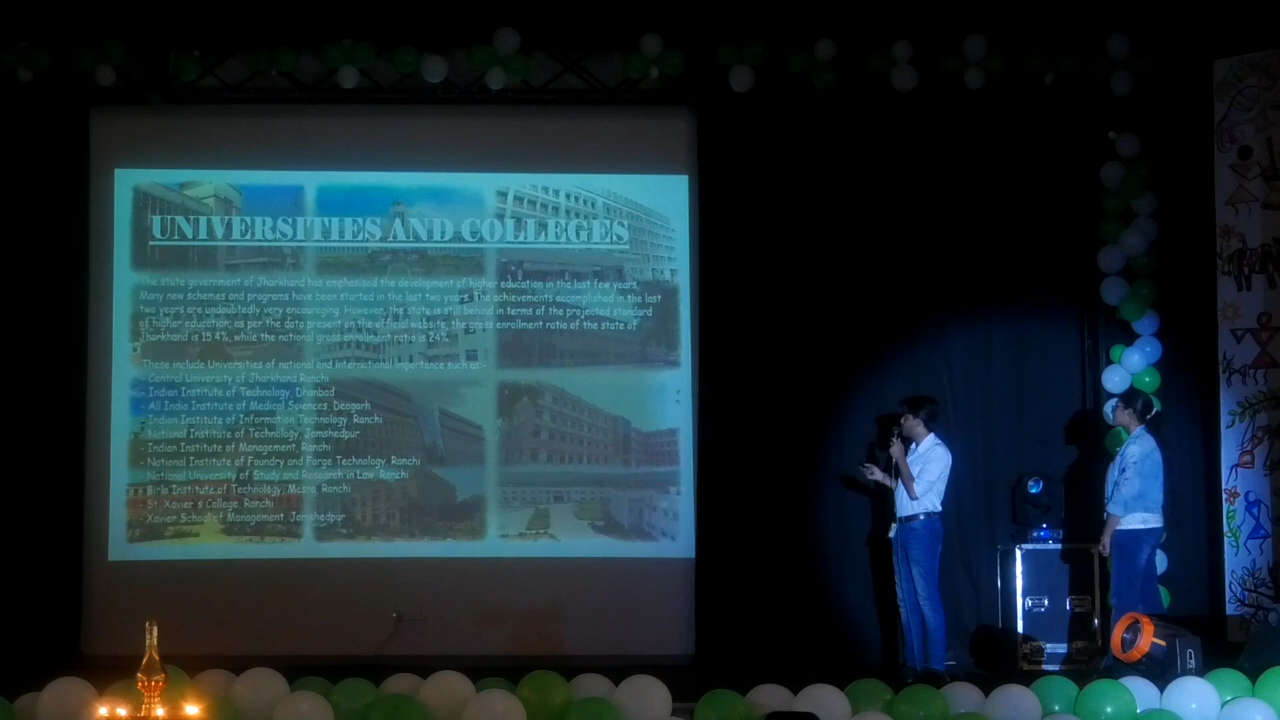 UNIVERSITIES AND COLLEGES
The state government of Jharkhand has emphasised the development of higher education in the last few years.
Many new schemes and programs have been started in the last two years. The achievements accomplished in the last
two years are undoubtedly very encouraging. However, the state is still behind in terms of the projected standard
of higher education; as per the data present on the official website, the gross enrollment ratio of the state of
Jharkhand is 15.4%, while the national gross enrollment ratio is 24%.
These include Universities of national and International importance such as:-
- Central University of Jharkhand,Ranchi
- Indian Institute of Technology, Dhanbad
- All India Institute of Medical Sciences, Deogarh
- Indian Institute of Information Technology, Ranchi
- National Institute of Technology, Jamshedpur
- Indian Institute of Management, Ranchi
- National Institute of Foundry and Forge Technology, Ranchi
- National University of Study and Research in Law, Ranchi
- Birla Institute of Technology, Mesra, Ranchi
- St. Xavier's College, Ranchi
- Xavier School of Management, Jamshedpur